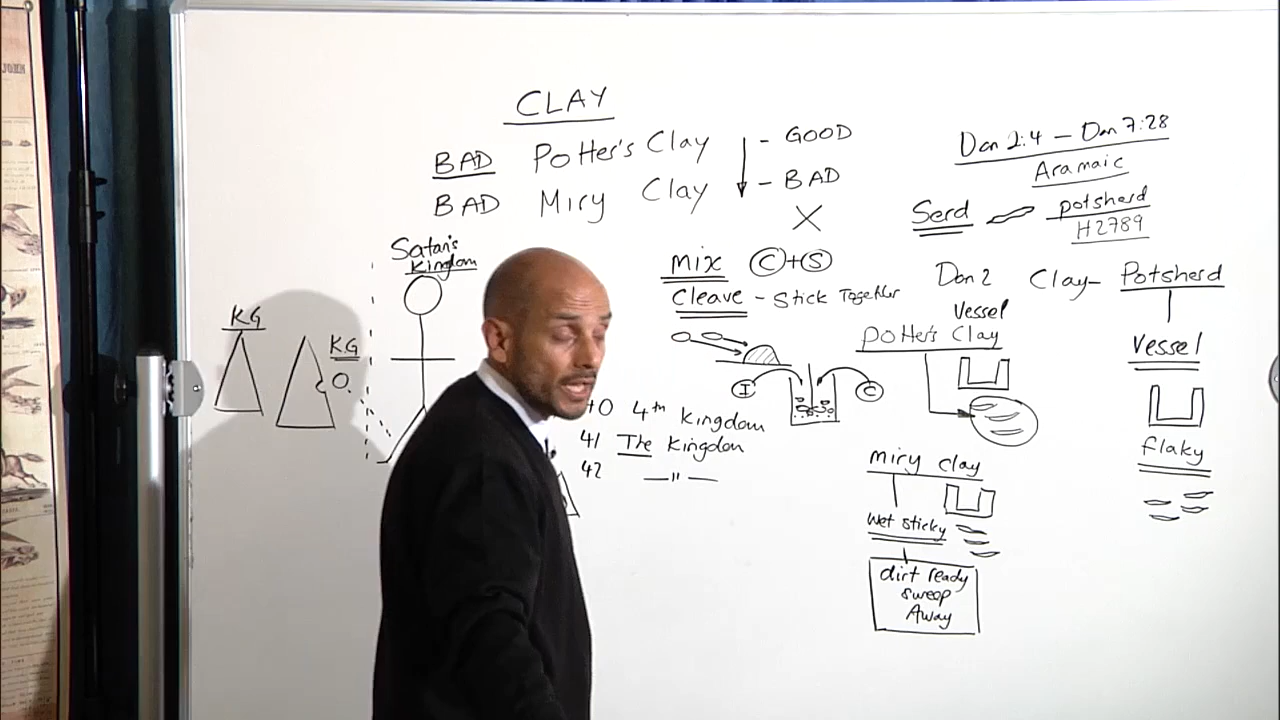 CLAY
BAD Potter's Clay - GOOD
BAD Miry Clay - BAD
X
Dan 2:4 - Dan 7:28
Aramaic
Serd potsherd
H2789
Satan's
Kingdom
KG
KG
mix C+S
Cleave - Stick Together
I
C
40 4th Kingdom
41 The Kingdom
42 —"—
Dan 2 Clay- Potsherd
Vessel
Potter's Clay
Vessel
flaky
miry clay
wet sticky
dirt ready
sweep
Away